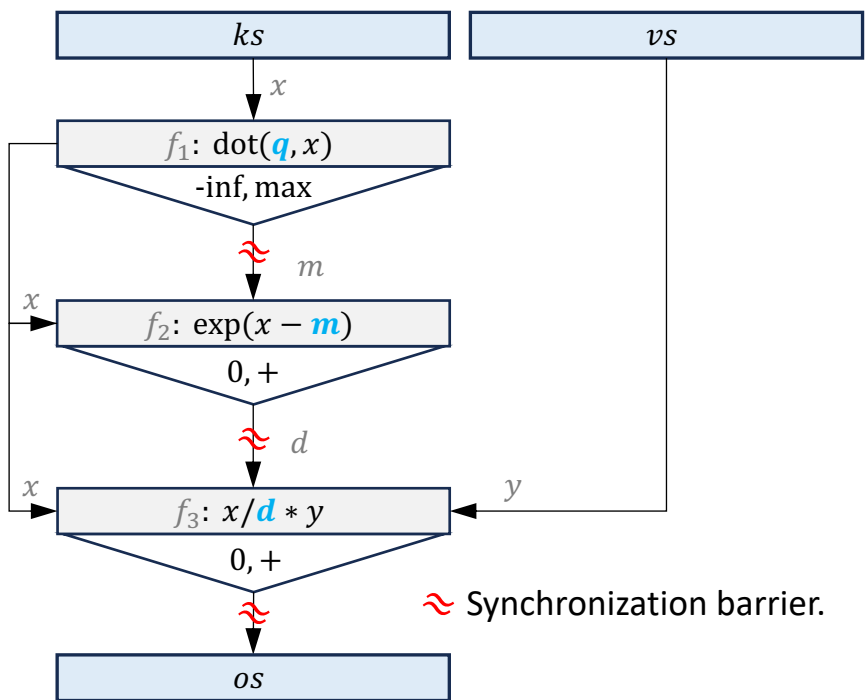 ks
vs
x
f₁: dot(q, x)
-inf, max
m
x
f₂: exp(x − m)
0, +
d
x
y
f₃: x/d ∗ y
0, +
Synchronization barrier.
os